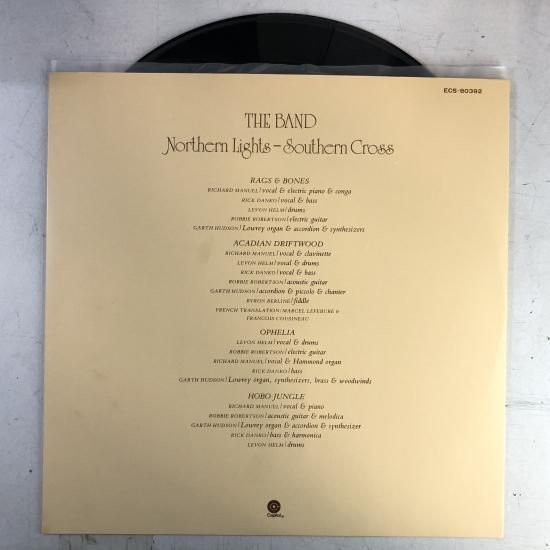 ECS-80392
THE BAND
Northern Lights – Southern Cross
RAGS & BONES
RICHARD MANUEL/vocal & electric piano & conga
RICK DANKO/vocal & bass
LEVON HELM/drums
ROBBIE ROBERTSON/electric guitar
GARTH HUDSON/Lowrey organ & accordion & synthesizers
ACADIAN DRIFTWOOD
RICHARD MANUEL/vocal & clavinette
LEVON HELM/vocal & drums
RICK DANKO/vocal & bass
ROBBIE ROBERTSON/acoustic guitar
GARTH HUDSON/accordion & piccolo & chanter
BYRON BERLINE/fiddle
FRENCH TRANSLATION/MARCEL LEFEBURE &
FRANCOIS COUSINEAU
OPHELIA
LEVON HELM/vocal & drums
ROBBIE ROBERTSON/electric guitar
RICHARD MANUEL/vocal & Hammond organ
RICK DANKO/bass
GARTH HUDSON/Lowrey organ, synthesizers, brass & woodwinds
HOBO JUNGLE
RICHARD MANUEL/vocal & piano
ROBBIE ROBERTSON/acoustic guitar & melodica
GARTH HUDSON/Lowrey organ & accordion & synthesizer
RICK DANKO/bass & harmonica
LEVON HELM/drums
Capitol